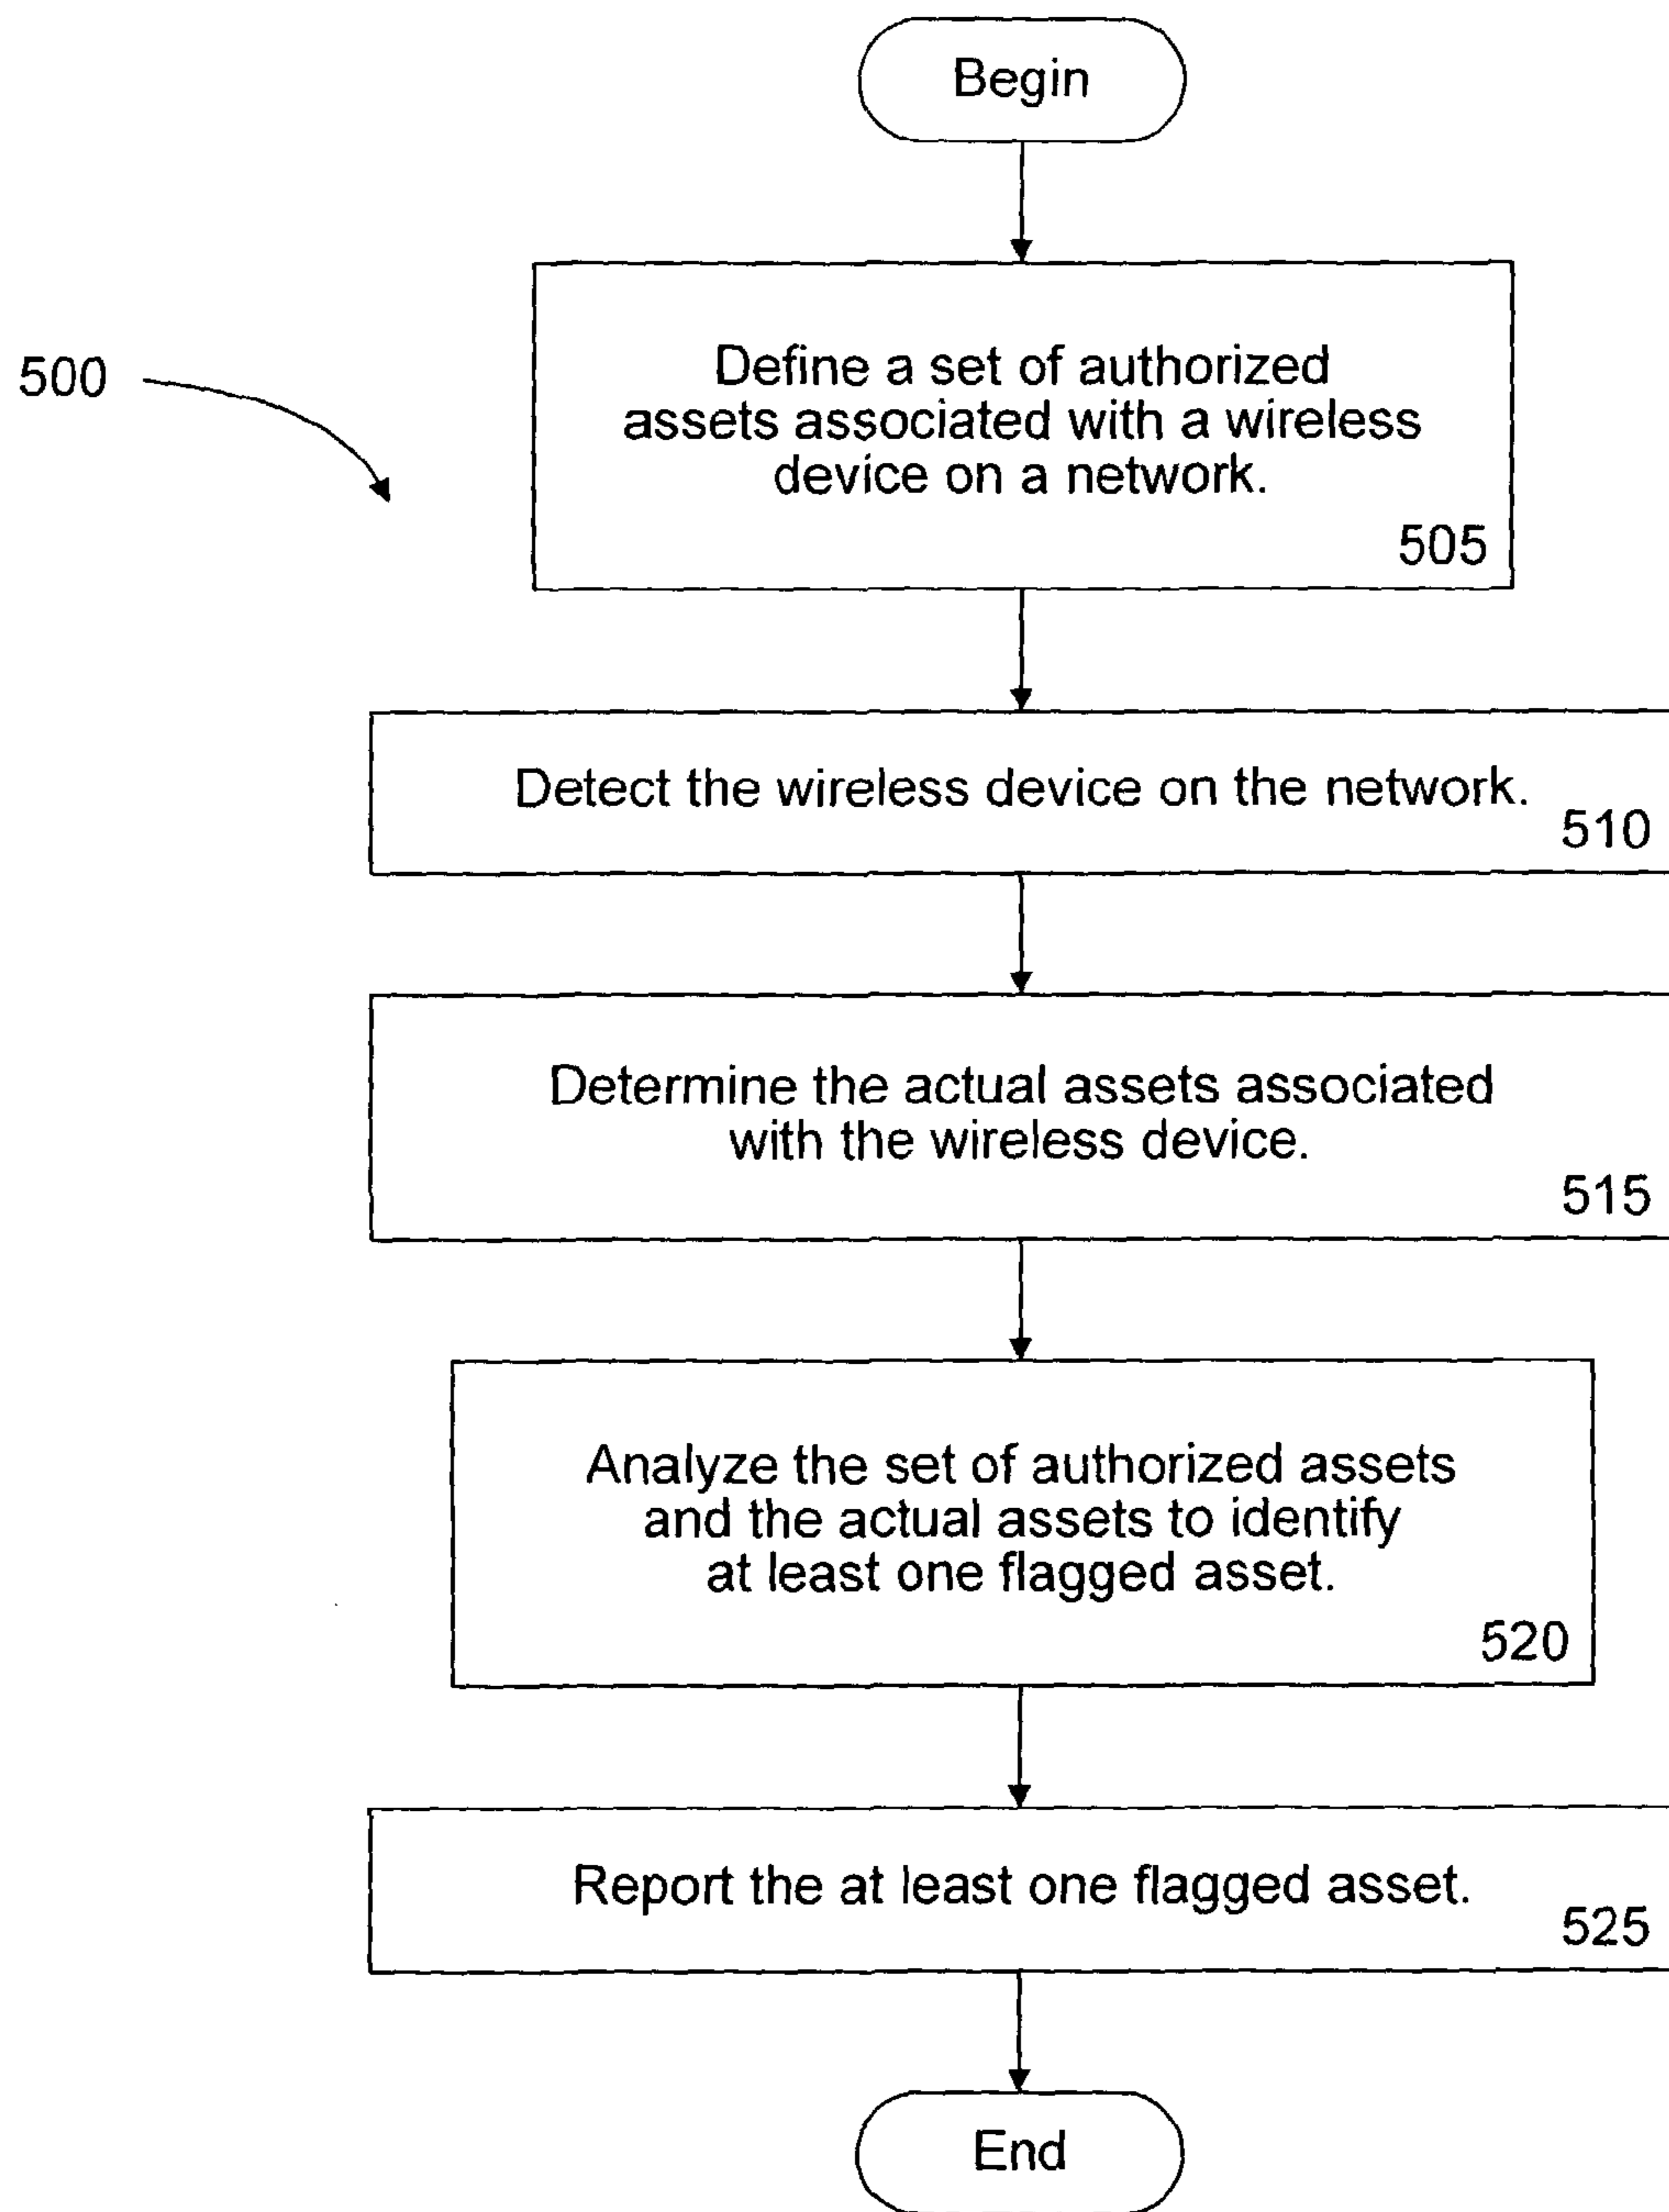 Begin
500
Define a set of authorized
assets associated with a wireless
device on a network.
505
Detect the wireless device on the network.
510
Determine the actual assets associated
with the wireless device.
515
Analyze the set of authorized assets
and the actual assets to identify
at least one flagged asset.
520
Report the at least one flagged asset.
525
End